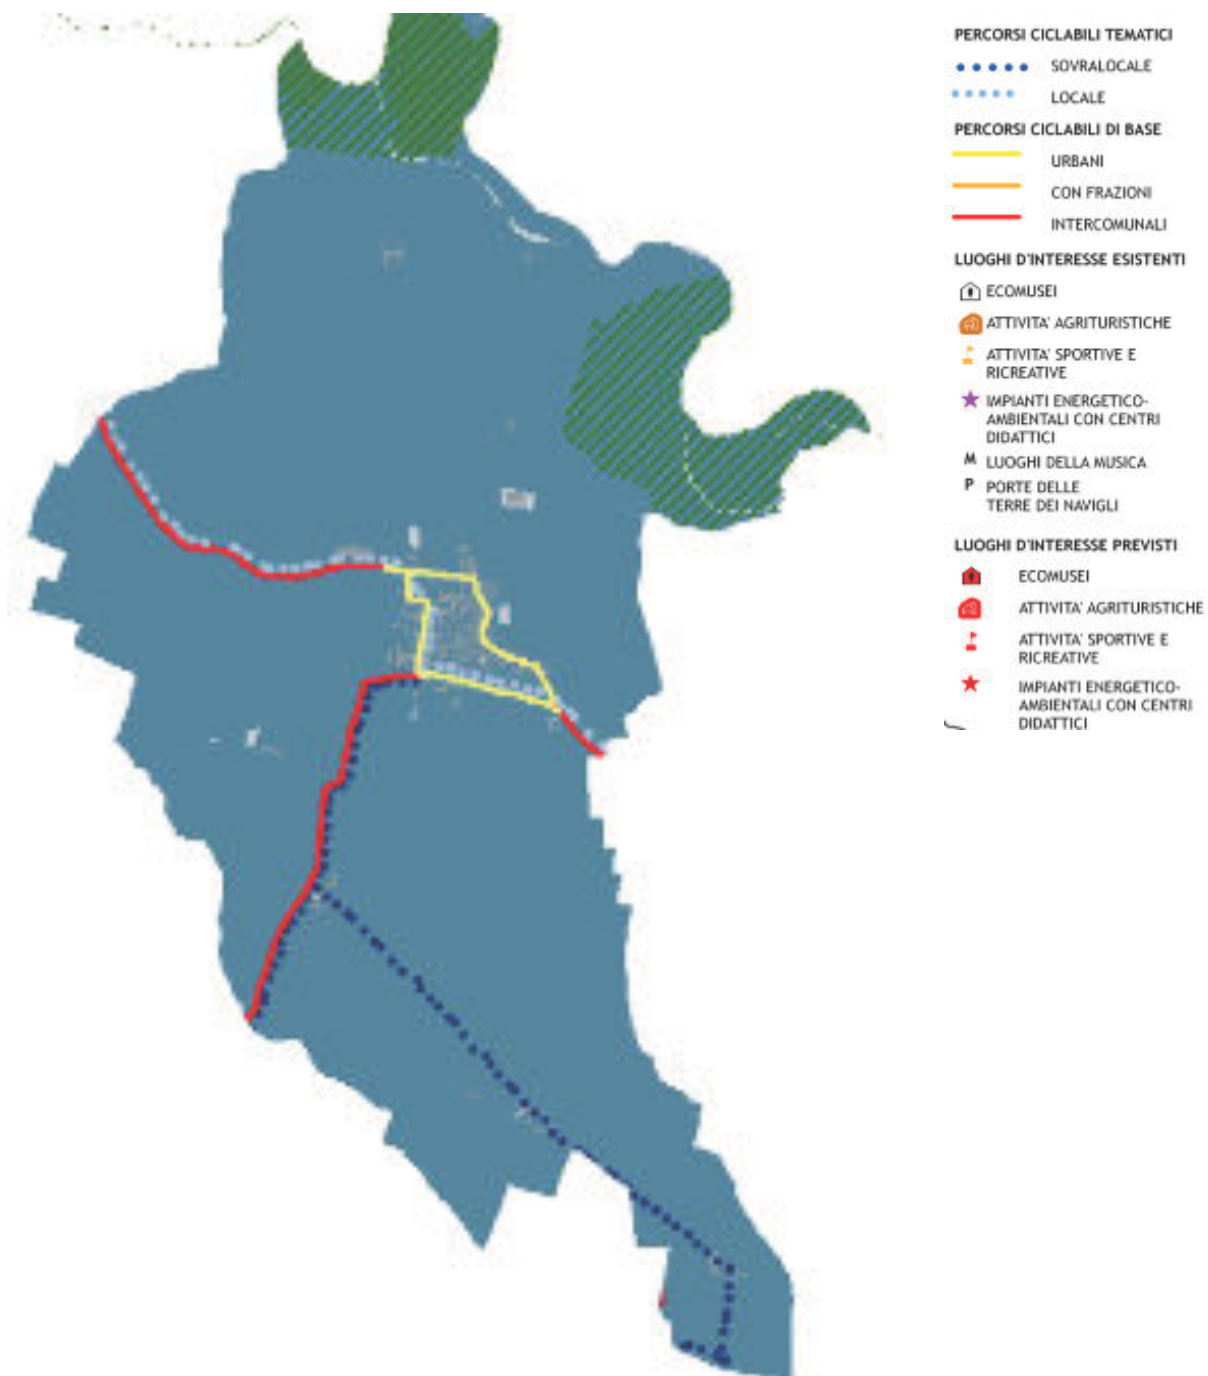 PERCORSI CICLABILI TEMATICI
SOVRALOCALE
LOCALE
PERCORSI CICLABILI DI BASE
URBANI
CON FRAZIONI
INTERCOMUNALI
LUOGHI D'INTERESSE ESISTENTI
ECOMUSEI
ATTIVITA' AGRITURISTICHE
ATTIVITA' SPORTIVE E
RICREATIVE
IMPIANTI ENERGETICO-
AMBIENTALI CON CENTRI
DIDATTICI
M LUOGHI DELLA MUSICA
P PORTE DELLE
TERRE DEI NAVIGLI
LUOGHI D'INTERESSE PREVISTI
ECOMUSEI
ATTIVITA' AGRITURISTICHE
ATTIVITA' SPORTIVE E
RICREATIVE
IMPIANTI ENERGETICO-
AMBIENTALI CON CENTRI
DIDATTICI